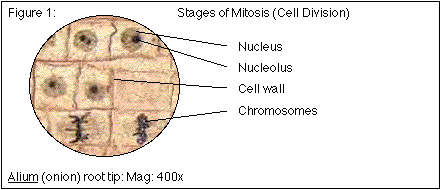 Figure 1: Stages of Mitosis (Cell Division)
Nucleus
Nucleolus
Cell wall
Chromosomes
Alium (onion) root tip: Mag: 400x